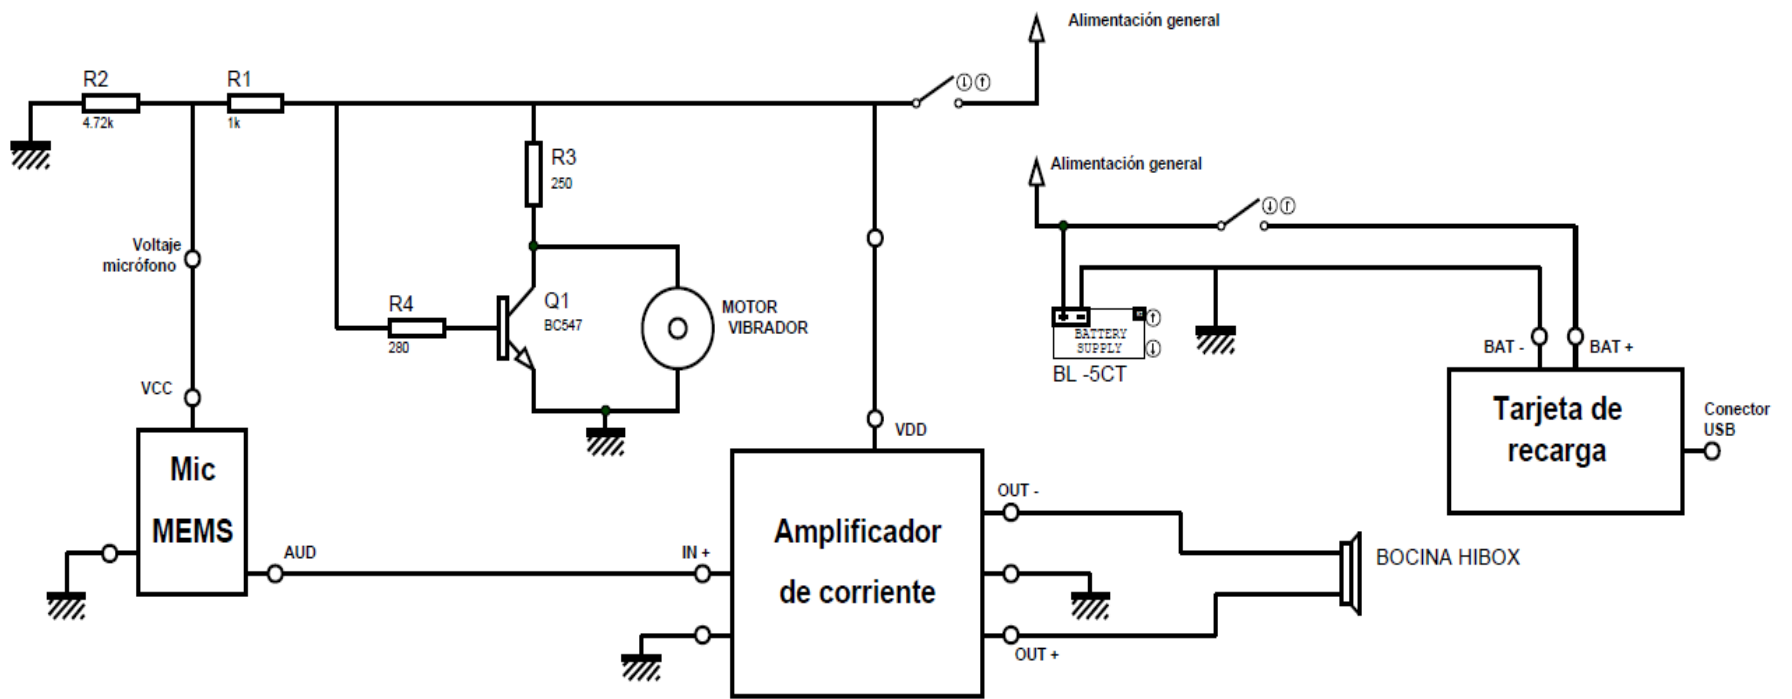 Alimentación general
R2
4.72k
R1
1k
R3
250
Alimentación general
Voltaje
micrófono
R4
280
Q1
BC547
MOTOR
VIBRADOR
BATTERY
SUPPLY
BL -5CT
BAT -
BAT +
VCC
VDD
Tarjeta de
recarga
Conector
USB
Mic
MEMS
AUD
IN +
Amplificador
de corriente
OUT -
OUT +
BOCINA HIBOX